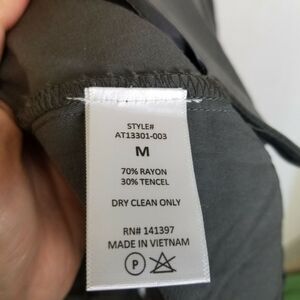 STYLE#
AT13301-003
M
70% RAYON
30% TENCEL
DRY CLEAN ONLY
RN# 141397
MADE IN VIETNAM
P